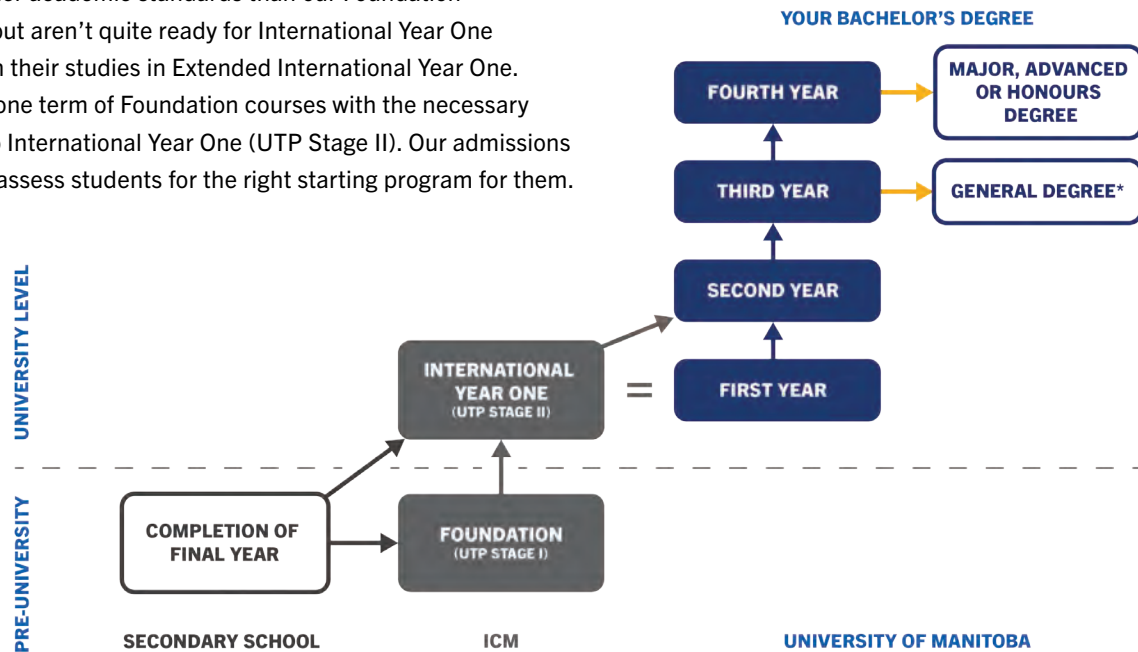 but aren't quite ready for International Year One
their studies in Extended International Year One.
one term of Foundation courses with the necessary
International Year One (UTP Stage II). Our admissions
assess students for the right starting program for them.
YOUR BACHELOR'S DEGREE
FOURTH YEAR
MAJOR, ADVANCED
OR HONOURS
DEGREE
THIRD YEAR
GENERAL DEGREE*
SECOND YEAR
UNIVERSITY LEVEL
INTERNATIONAL
YEAR ONE
(UTP STAGE II)
=
FIRST YEAR
PRE-UNIVERSITY
COMPLETION OF
FINAL YEAR
FOUNDATION
(UTP STAGE I)
SECONDARY SCHOOL
ICM
UNIVERSITY OF MANITOBA